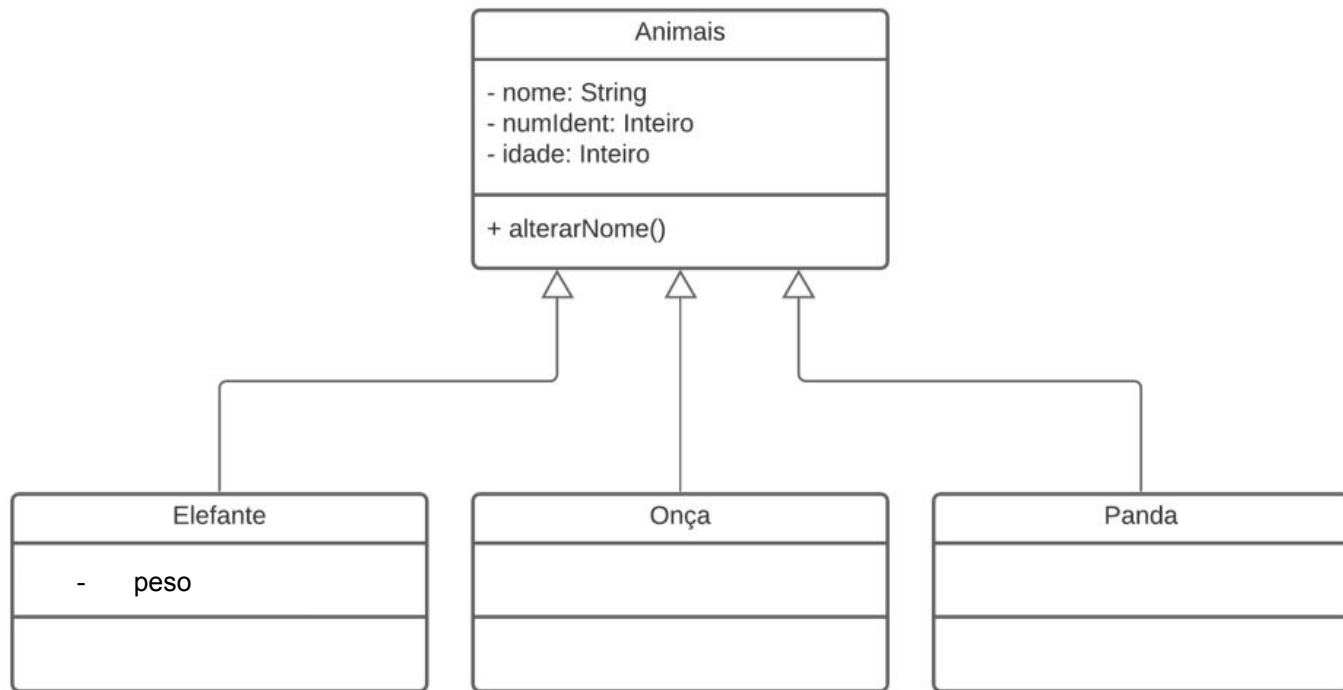 Animais
- nome: String
- numIdent: Inteiro
- idade: Inteiro
+ alterarNome()
Elefante
- peso
Onça
Panda